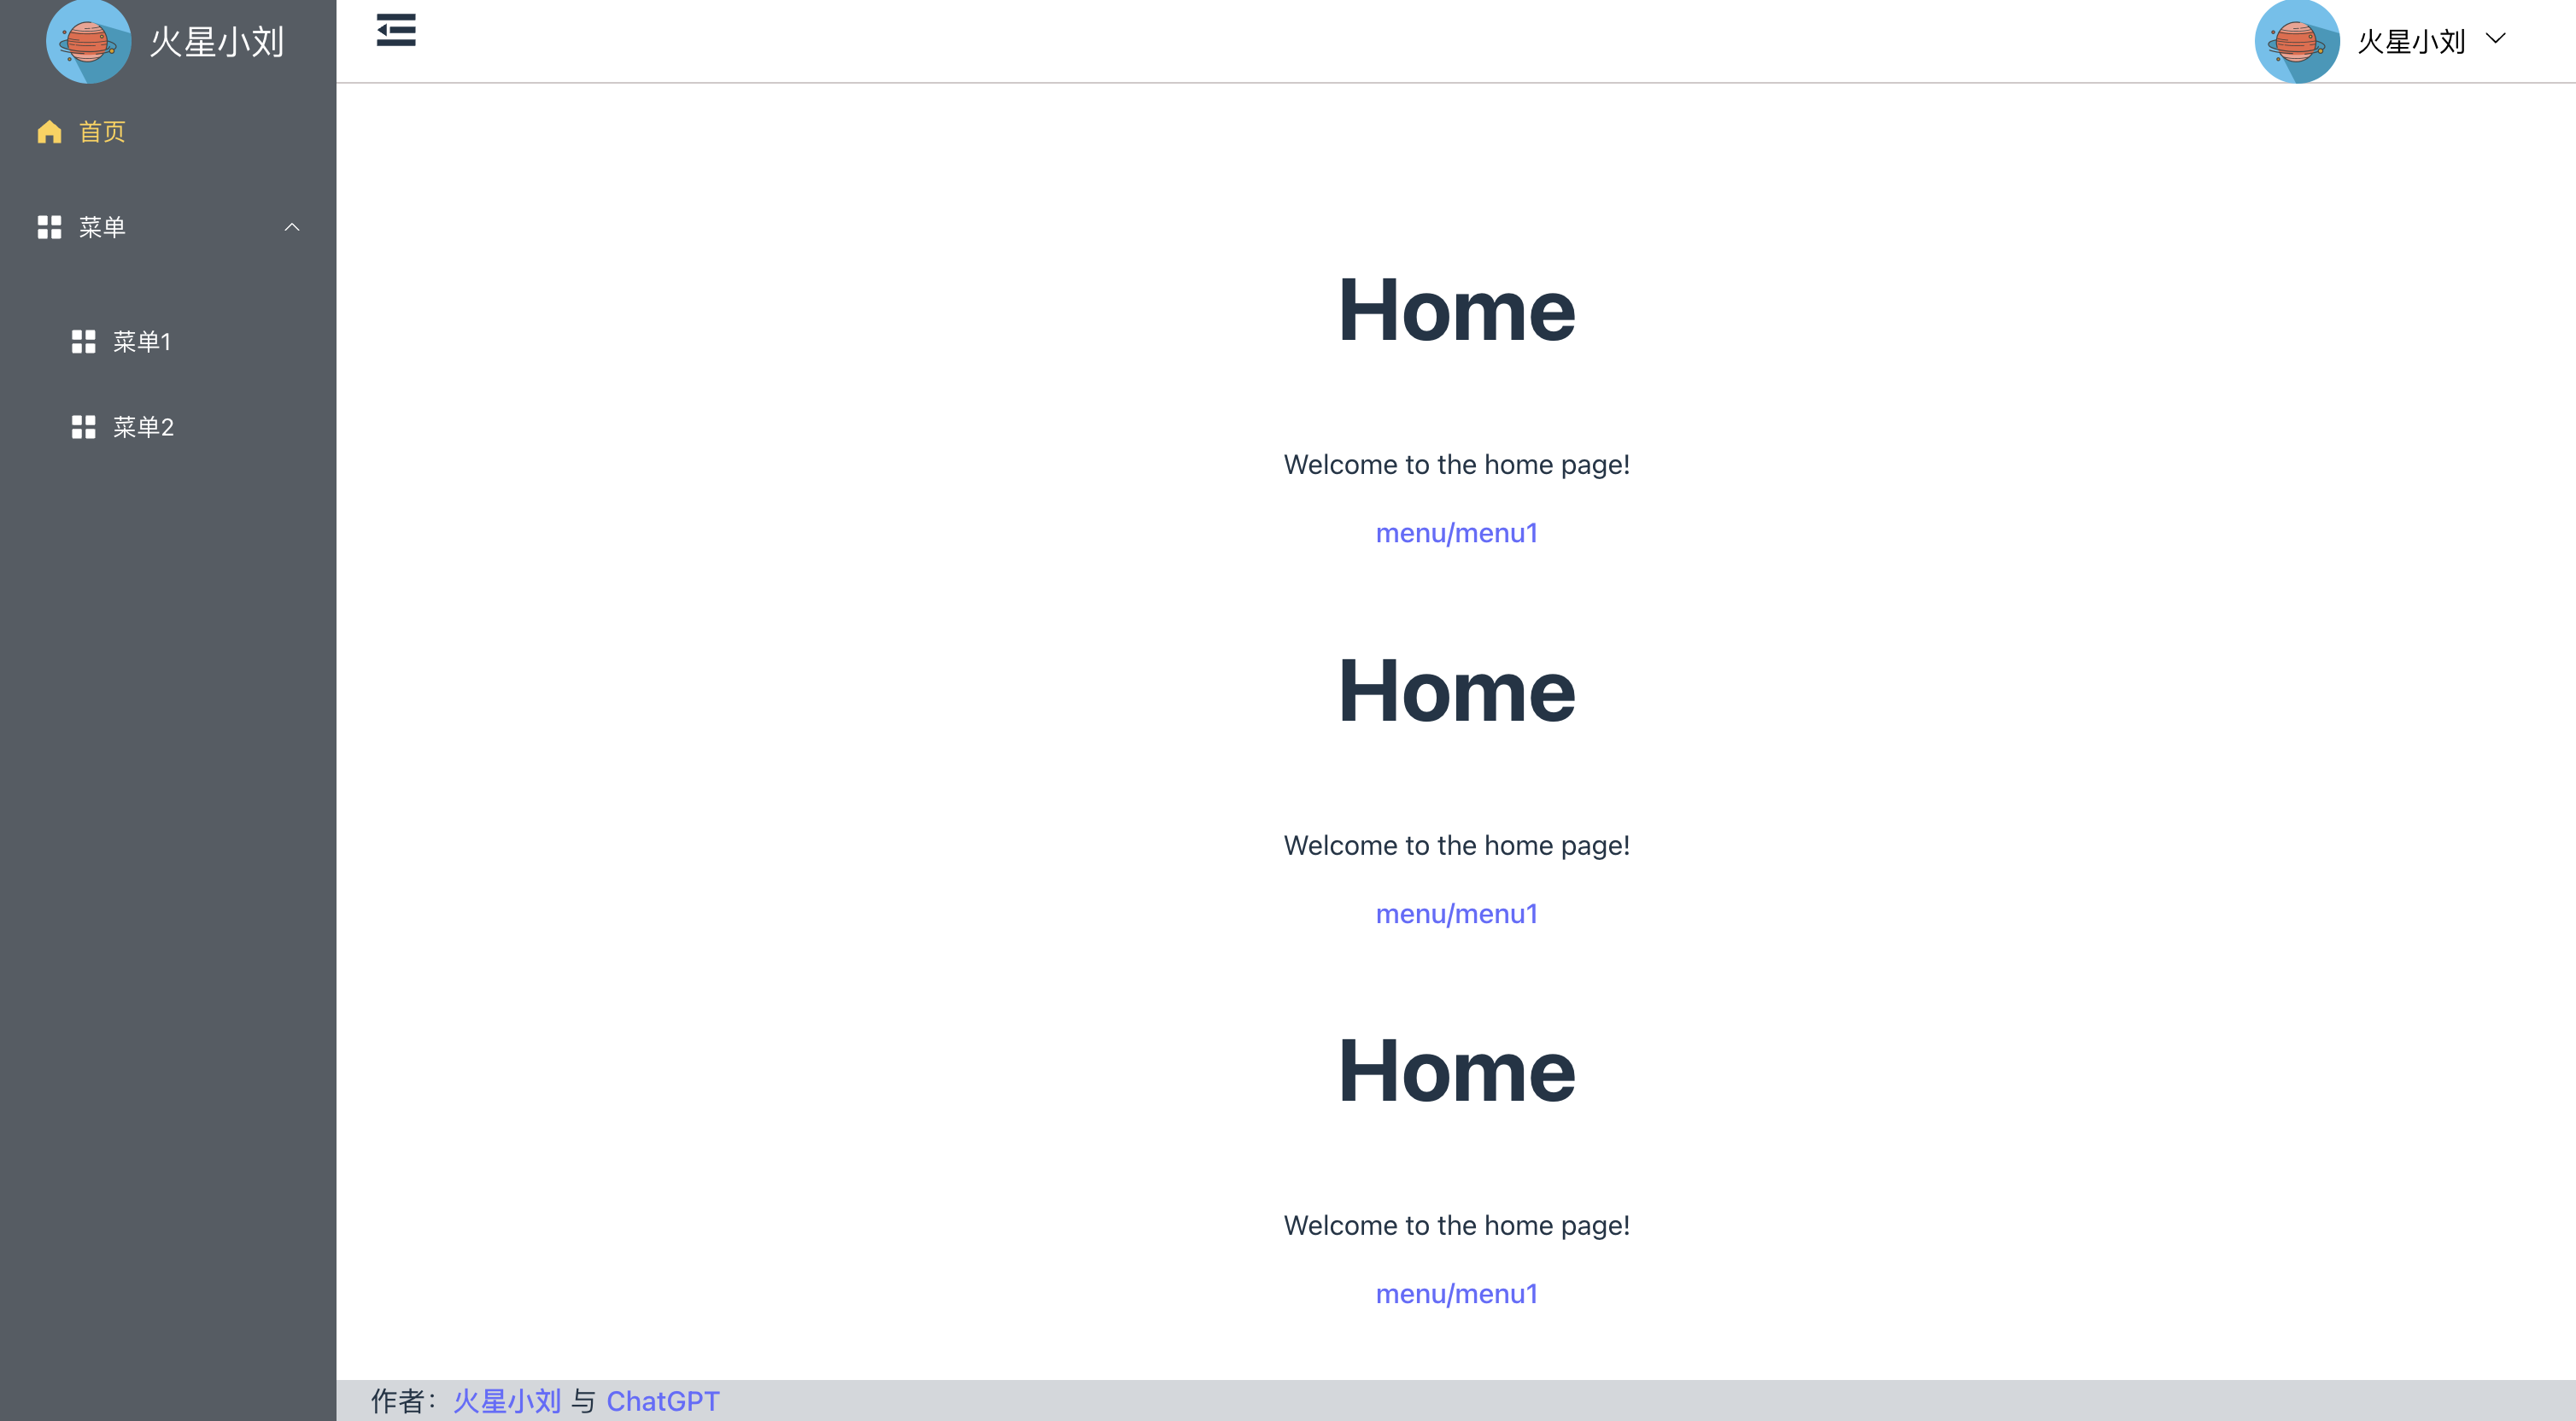 火星小刘
首页
菜单
菜单1
菜单2
火星小刘
Home
Welcome to the home page!
menu/menu1
Home
Welcome to the home page!
menu/menu1
Home
Welcome to the home page!
menu/menu1
作者：火星小刘 与 ChatGPT